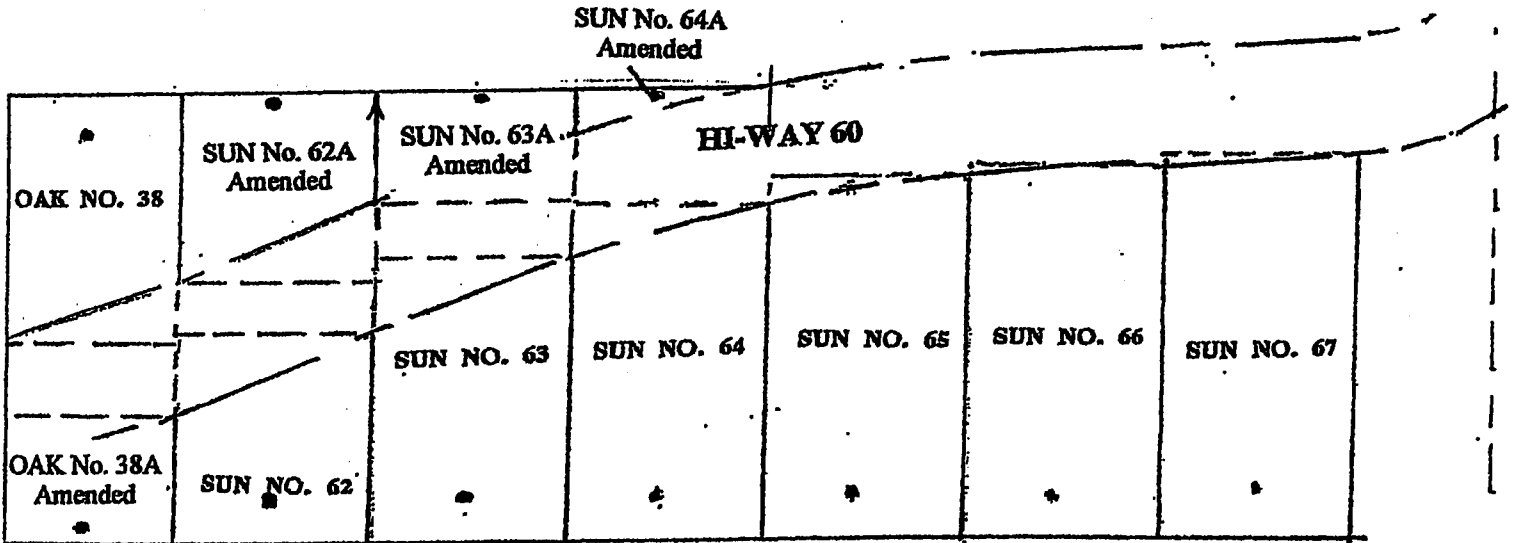 SUN No. 64A
Amended
HI-WAY 60
SUN No. 63A
Amended
SUN No. 62A
Amended
OAK NO. 38
SUN NO. 63
SUN NO. 64
SUN NO. 65
SUN NO. 66
SUN NO. 67
OAK No. 38A
Amended
SUN NO. 62